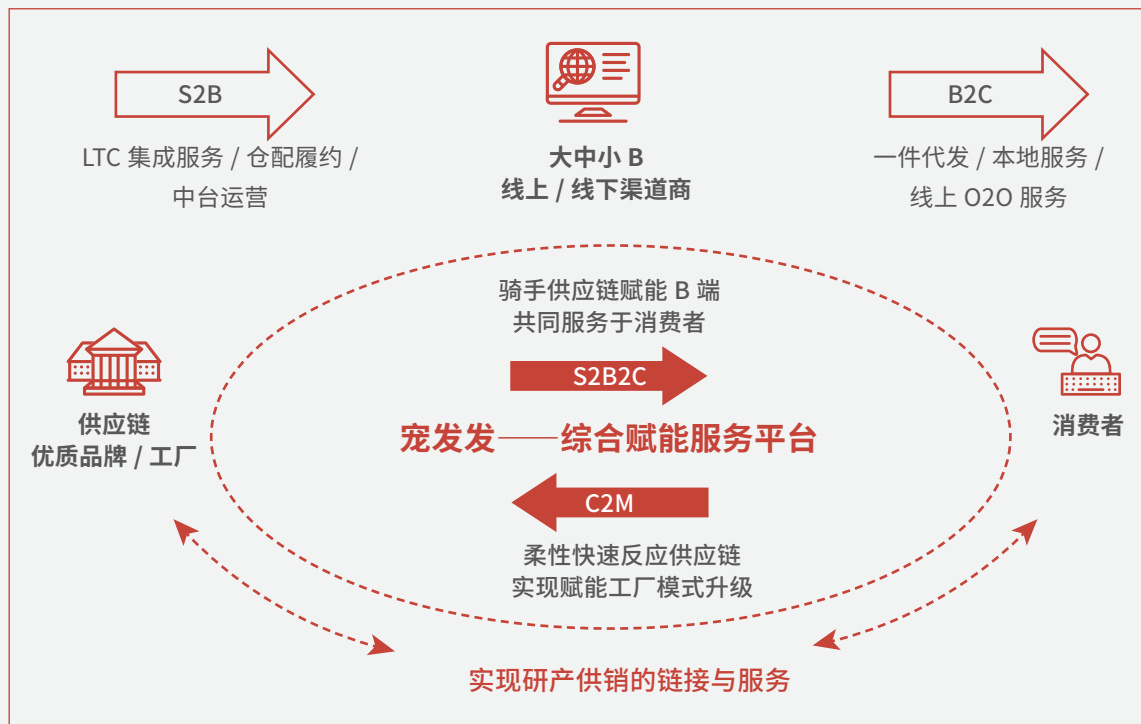 S2B
LTC 集成服务 / 仓配履约 /
中台运营
大中小 B
线上 / 线下渠道商
B2C
一件代发 / 本地服务 /
线上 O2O 服务
骑手供应链赋能 B 端
共同服务于消费者
S2B2C
供应链
优质品牌 / 工厂
宠发发——综合赋能服务平台
消费者
C2M
柔性快速反应供应链
实现赋能工厂模式升级
实现研产供销的链接与服务